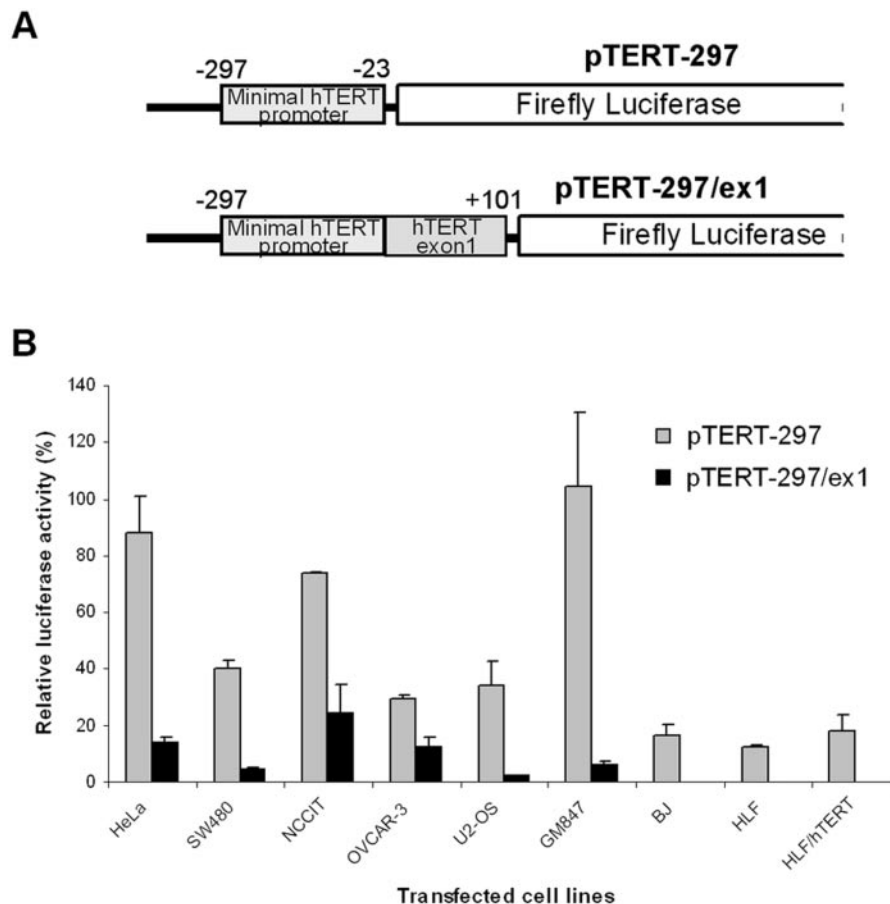 A
pTERT-297
-297
-23
Minimal hTERT
promoter
Firefly Luciferase
pTERT-297/ex1
-297
+101
Minimal hTERT
promoter
hTERT
exon1
Firefly Luciferase
B
Relative luciferase activity (%)
140
120
100
80
60
40
20
0
pTERT-297
pTERT-297/ex1
HeLa
SW480
NCCIT
OVCAR-3
U2-OS
GM847
BJ
HLF
HLF/hTERT
Transfected cell lines